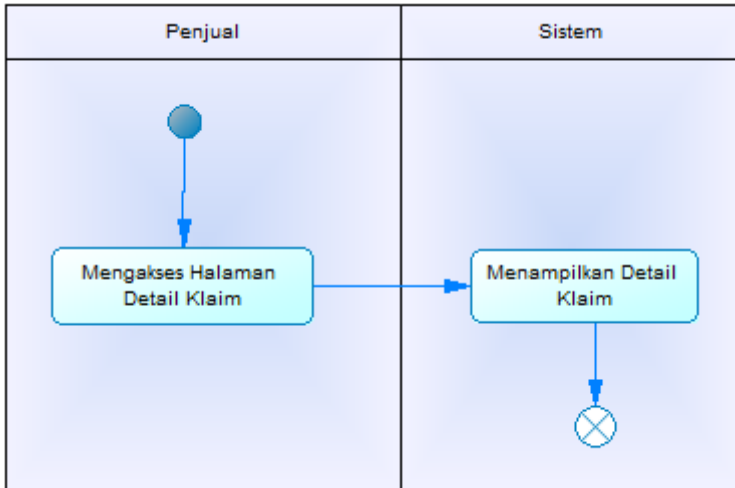 Penjual
Sistem
Mengakses Halaman
Detail Klaim
Menampilkan Detail
Klaim